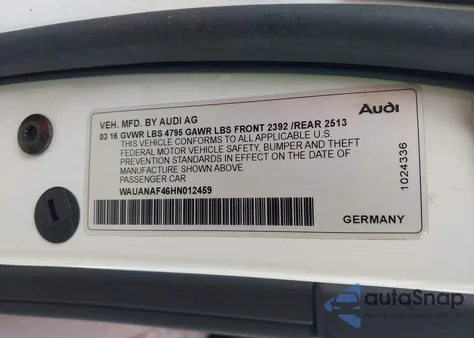 VEH. MFD. BY AUDI AG
Audi
03 16 GVWR LBS 4795 GAWR LBS FRONT 2392 /REAR 2513
THIS VEHICLE CONFORMS TO ALL APPLICABLE U.S.
FEDERAL MOTOR VEHICLE SAFETY, BUMPER AND THEFT
PREVENTION STANDARDS IN EFFECT ON THE DATE OF
MANUFACTURE SHOWN ABOVE
PASSENGER CAR
WAUANAF46HN012459
1024336
GERMANY
autoSnap